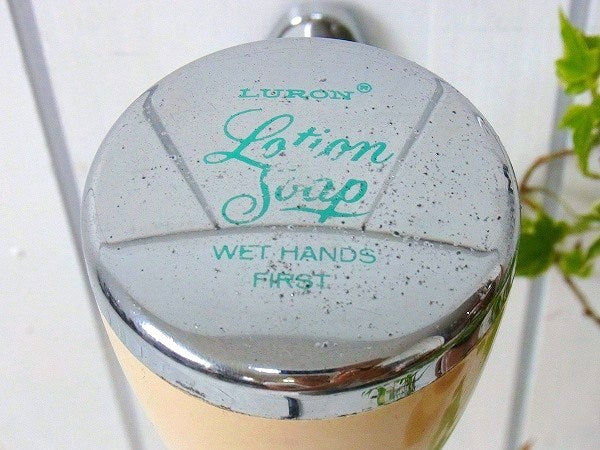 LURON®
Lotion
Soap
WET HANDS
FIRST